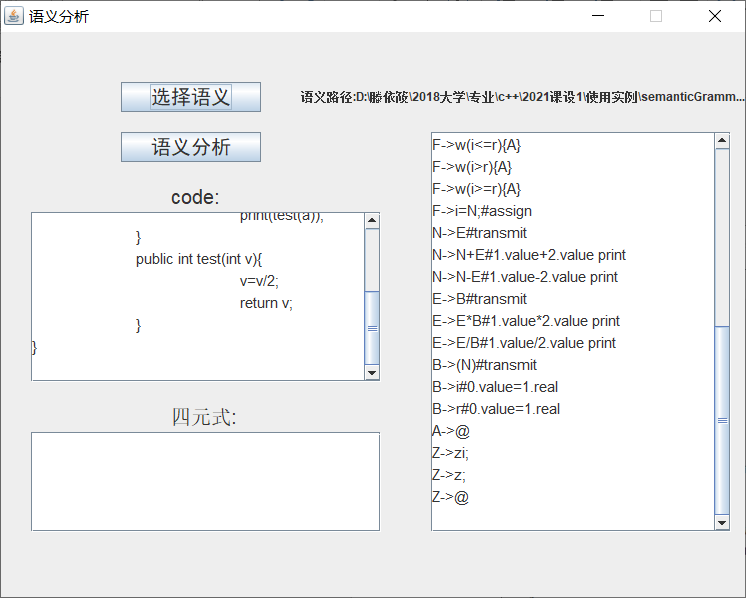 语义分析
选择语义
语义路径:D:\滕依筱\2018大学\专业\c++\2021课设1\使用实例\semanticGramm...
语义分析
code:
print(test(a));
}
public int test(int v){
v=v/2;
return v;
}
}
四元式:
F->w(i<=r){A}
F->w(i>r){A}
F->w(i>=r){A}
F->i=N;#assign
N->E#transmit
N->N+E#1.value+2.value print
N->N-E#1.value-2.value print
E->B#transmit
E->E*B#1.value*2.value print
E->E/B#1.value/2.value print
B->(N)#transmit
B->i#0.value=1.real
B->r#0.value=1.real
A->@
Z->zi;
Z->z;
Z->@